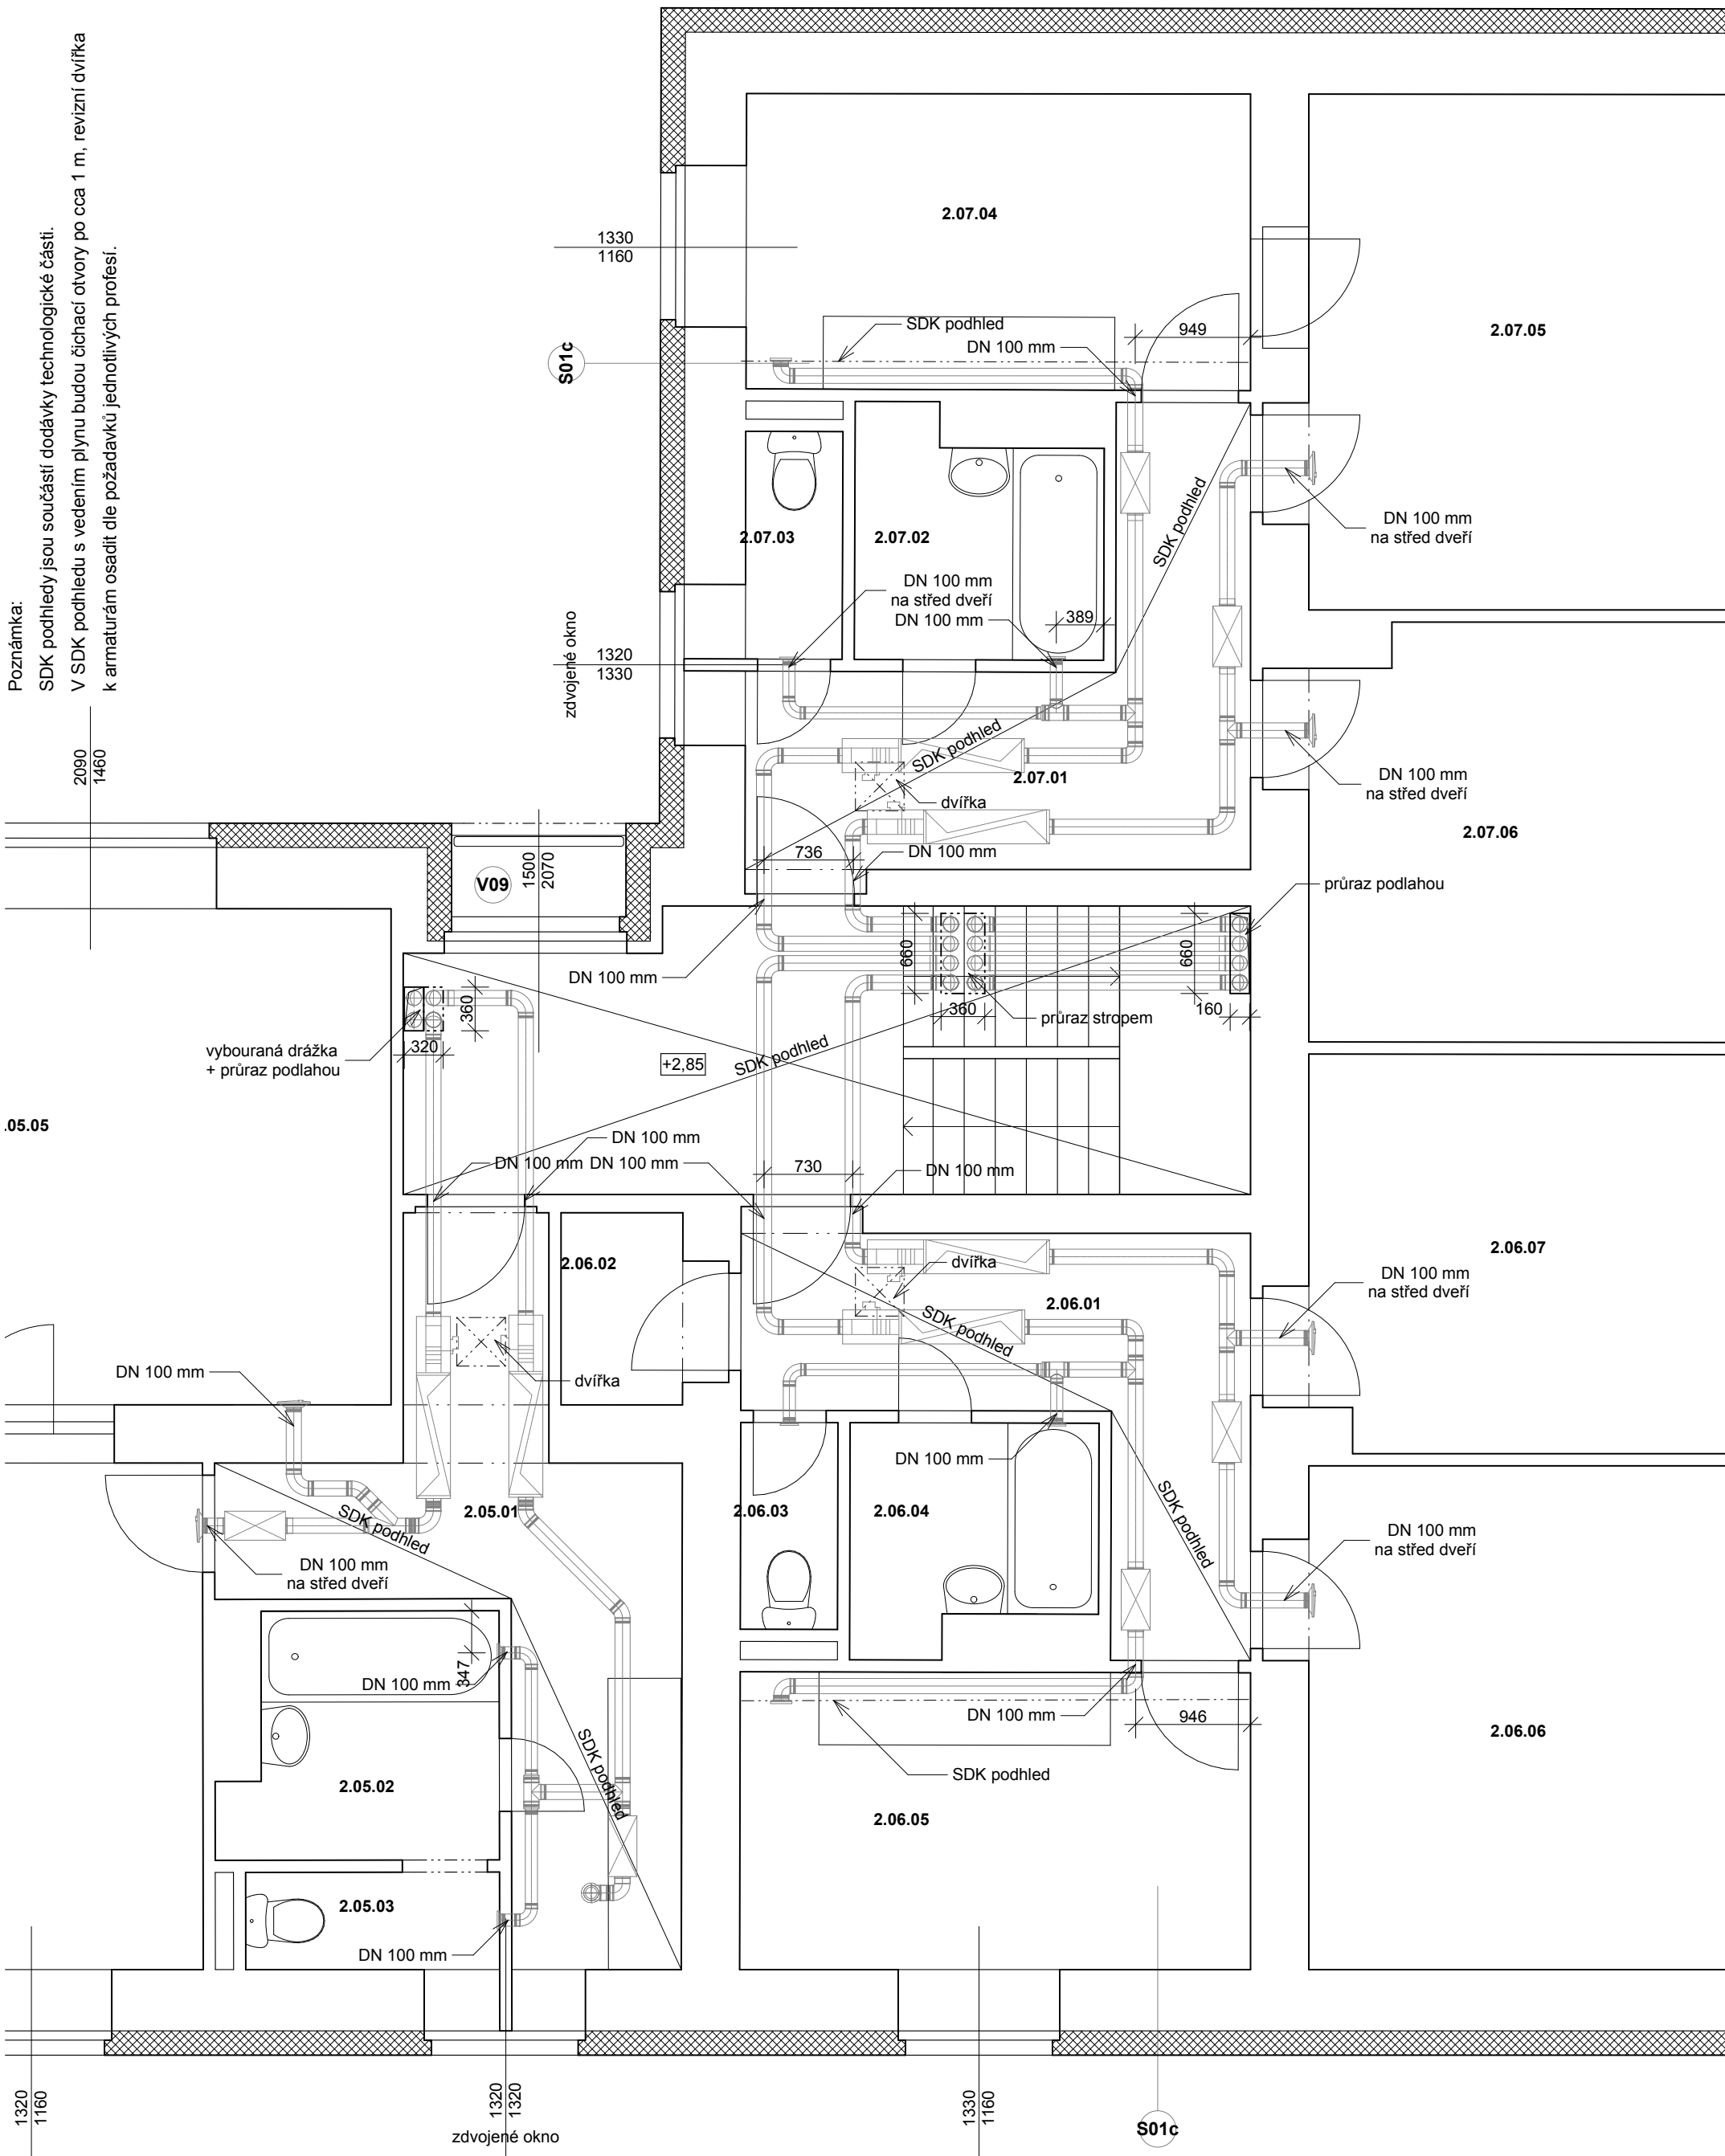 Poznámka:
SDK podhledy jsou součástí dodávky technologické části.
V SDK podhledu s vedením plynu budou čichací otvory po cca 1 m, revizní dvířka
k armaturám osadit dle požadavků jednotlivých profesí.
2.07.04
1330
1160
2.07.05
SDK podhled
949
DN 100 mm
S01c
SDK podhled
DN 100 mm
na střed dveří
2.07.03
2.07.02
DN 100 mm
na střed dveří
DN 100 mm
389
zdvojené okno
1320
1330
SDK podhled
2.07.01
2090
1460
DN 100 mm
na střed dveří
dvířka
2.07.06
DN 100 mm
736
1500
2070
V09
průraz podlahou
660
660
DN 100 mm
360
360
160
průraz stropem
320
vybouraná drážka
+ průraz podlahou
SDK podhled
+2,85
.05.05
DN 100 mm
DN 100 mm
DN 100 mm
730
DN 100 mm
2.06.02
dvířka
2.06.07
DN 100 mm
na střed dveří
2.06.01
SDK podhled
DN 100 mm
dvířka
DN 100 mm
2.05.01
2.06.03
2.06.04
SDK podhled
SDK podhled
DN 100 mm
na střed dveří
DN 100 mm
na střed dveří
347
DN 100 mm
DN 100 mm
946
2.06.06
SDK podhled
SDK podhled
2.05.02
2.06.05
2.05.03
DN 100 mm
1320
1160
1320
1320
zdvojené okno
1330
1160
S01c